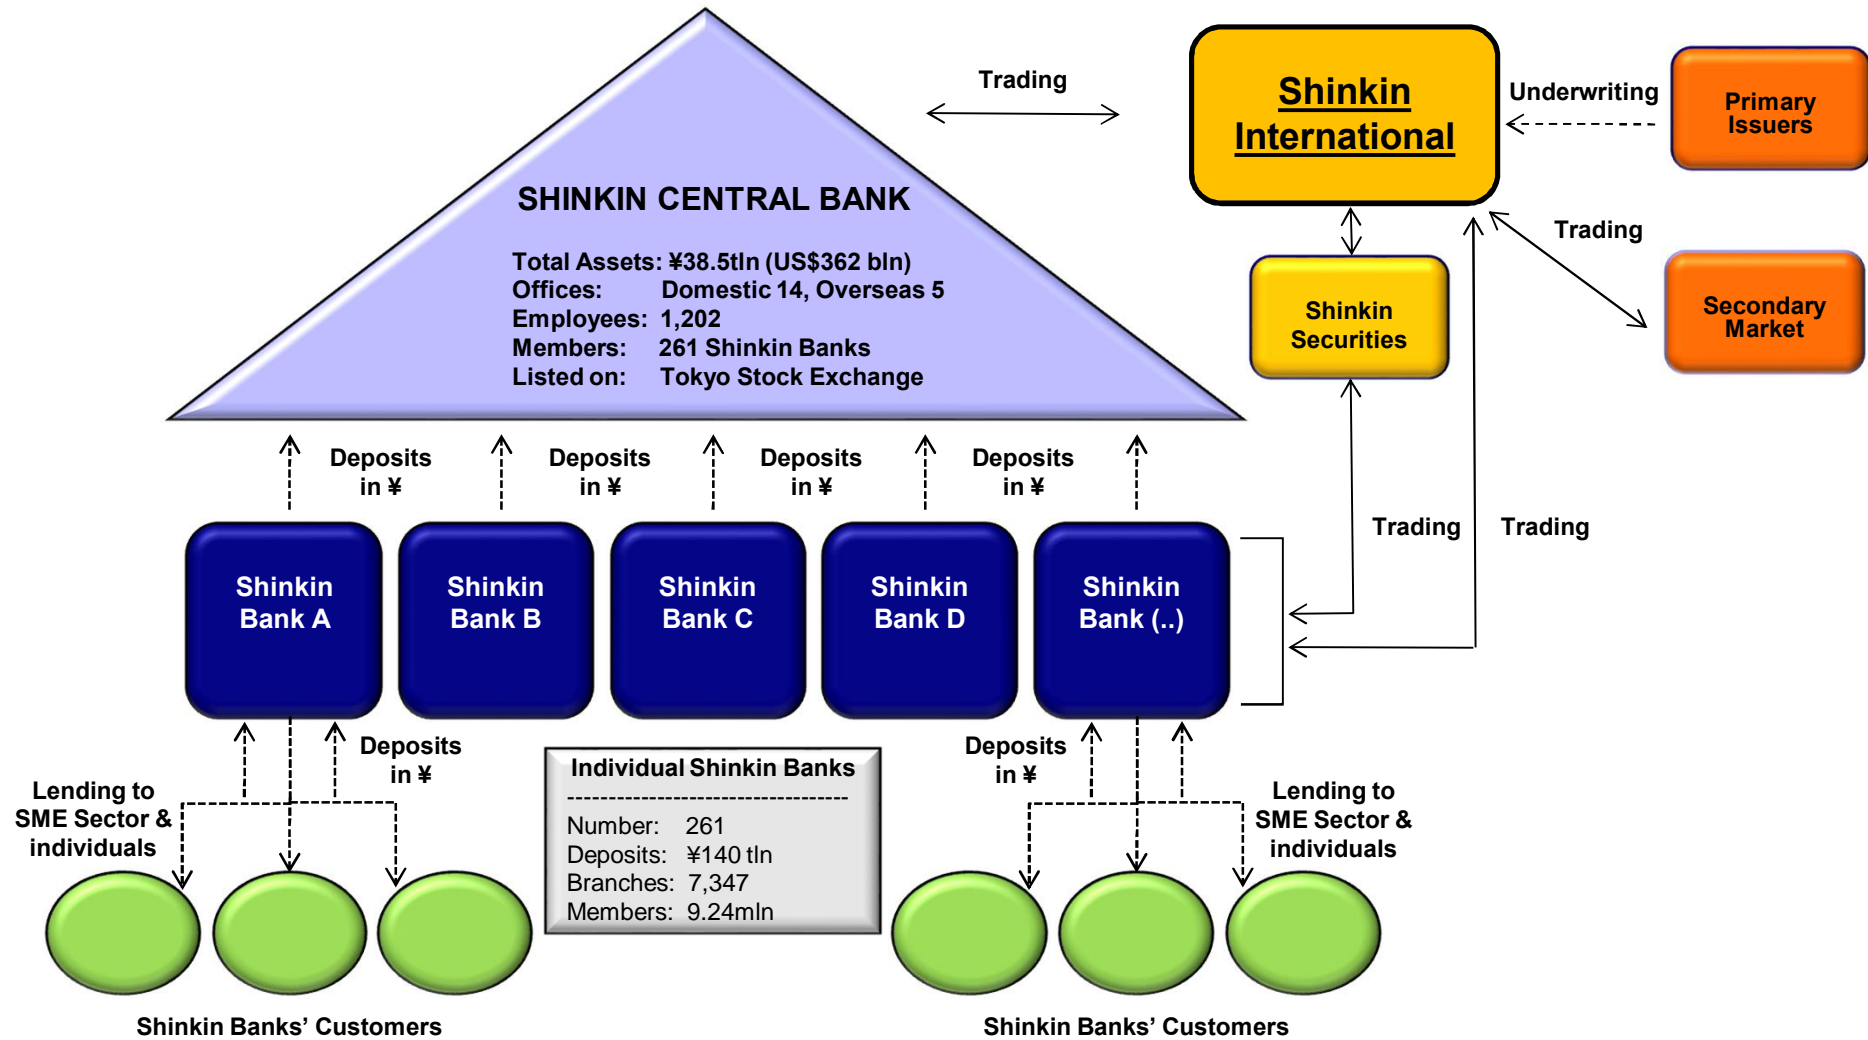 Trading
Shinkin
International
Underwriting
Primary
Issuers
SHINKIN CENTRAL BANK
Total Assets: ¥38.5tln (US$362 bln)
Offices: Domestic 14, Overseas 5
Employees: 1,202
Members: 261 Shinkin Banks
Listed on: Tokyo Stock Exchange
Trading
Shinkin
Securities
Secondary
Market
Deposits
in ¥
Deposits
in ¥
Deposits
in ¥
Deposits
in ¥
Trading
Trading
Shinkin
Bank A
Shinkin
Bank B
Shinkin
Bank C
Shinkin
Bank D
Shinkin
Bank (..)
Deposits
in ¥
Deposits
in ¥
Lending to
SME Sector &
individuals
Individual Shinkin Banks
--------------------------------------
Number: 261
Deposits: ¥140 tln
Branches: 7,347
Members: 9.24mln
Lending to
SME Sector &
individuals
Shinkin Banks’ Customers
Shinkin Banks’ Customers